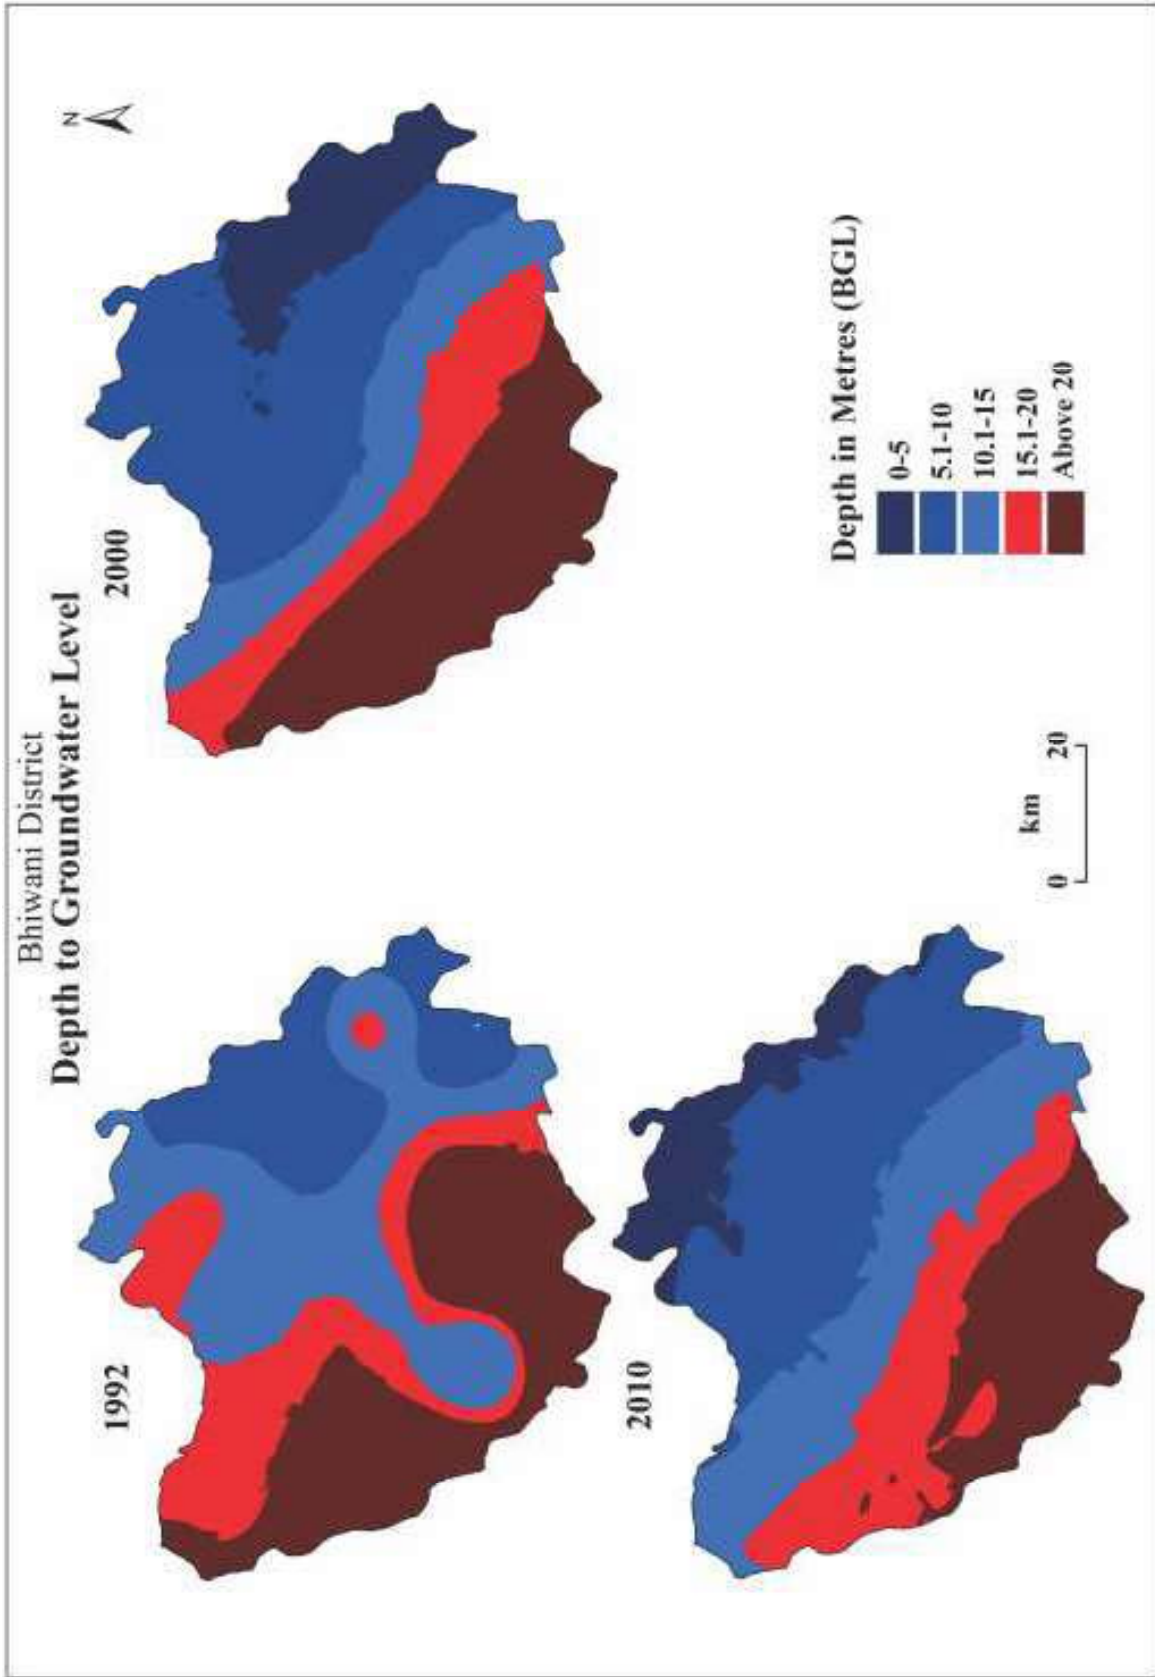 Bhiwani District
Depth to Groundwater Level
1992
2000
N
2010
Depth in Metres (BGL)
0-5
5.1-10
10.1-15
15.1-20
Above 20
km
0 20